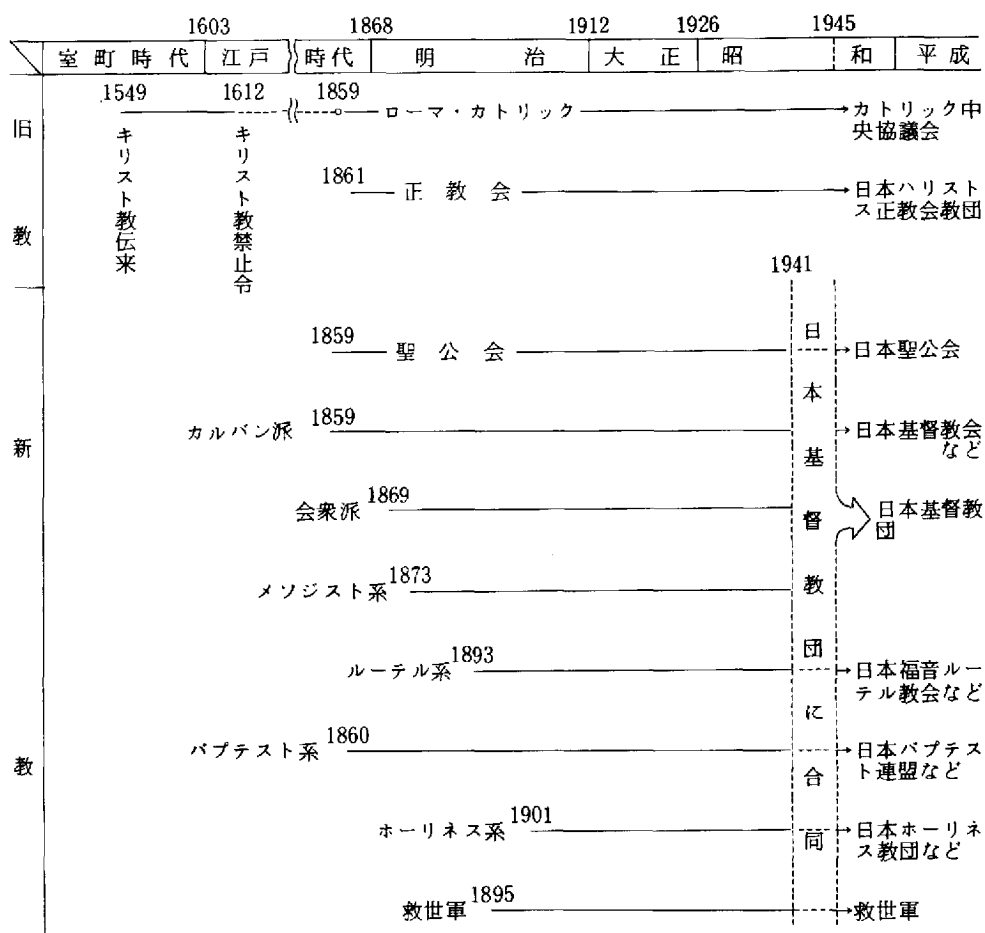 1603 1868 1912 1926 1945
室町時代 江戸 時代 明治 大正 昭和 平成
旧教
1549 1612 1859
キリスト教伝来
キリスト教禁止令
ローマ・カトリック
カトリック中
央協議会
1861
正教会
日本ハリスト
ス正教会教団
1941
日本基督教団に合同
新教
1859
聖公会
日本聖公会
カルバン派 1859
日本基督教会
など
会衆派 1869
日本基督教
団
メソジスト系 1873
ルーテル系 1893
日本福音ルー
テル教会など
バプテスト系 1860
日本バプテス
ト連盟など
ホーリネス系 1901
日本ホーリネ
ス教団など
救世軍 1895
救世軍